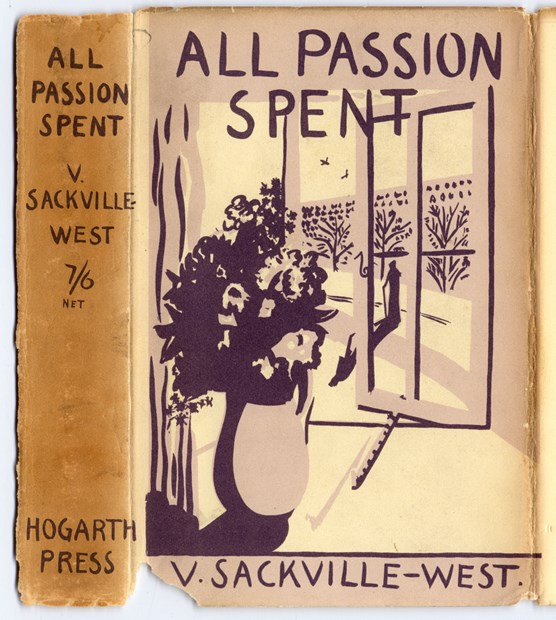 ALL
PASSION
SPENT
V.
SACKVILLE-
WEST
7/6
NET
HOGARTH
PRESS
ALL PASSION
SPENT
V. SACKVILLE-WEST.